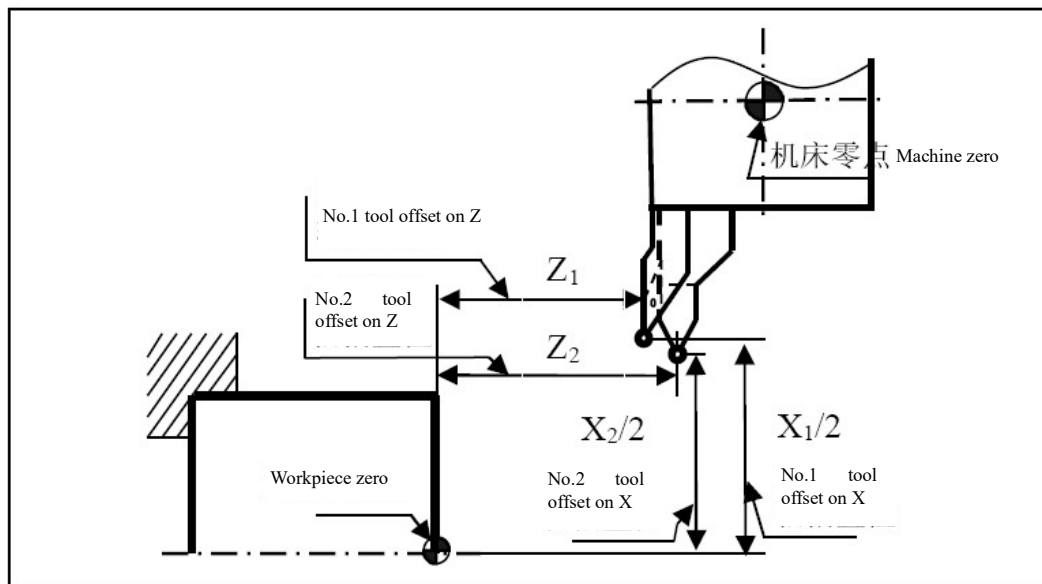 机床零点 Machine zero
No.1 tool offset on Z
Z₁
No.2 tool
offset on Z
Z₂
X₂/2
X₁/2
No.2 tool
offset on X
No.1 tool
offset on X
Workpiece zero